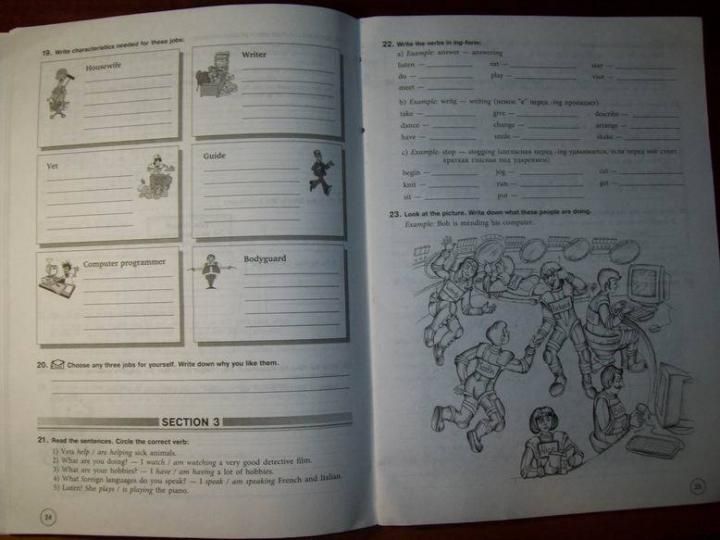 19. Write characteristics needed for these jobs:
Housewife
Writer
Vet
Guide
Computer programmer
Bodyguard
20. Choose any three jobs for yourself. Write down why you like them.
SECTION 3
21. Read the sentences. Circle the correct verb:
1) Vets help / are helping sick animals.
2) What are you doing? — I watch / am watching a very good detective film.
3) What are your hobbies? — I have / am having a lot of hobbies.
4) What foreign languages do you speak? — I speak / am speaking French and Italian.
5) Listen! She plays / is playing the piano.
24
22. Write the verbs in ing-form:
a) Example: answer — answering
listen — eat — stay —
do — play — visit —
meet —
b) Example: write — writing (немое "e" перед -ing пропадает)
take — give — describe —
dance — change — arrange —
have — smile — shake —
c) Example: stop — stopping (согласная перед -ing удваивается, если перед ней стоит
краткая гласная под ударением)
begin — jog — cut —
knit — run — get —
sit — put —
23. Look at the picture. Write down what these people are doing.
Example: Bob is mending his computer.
25